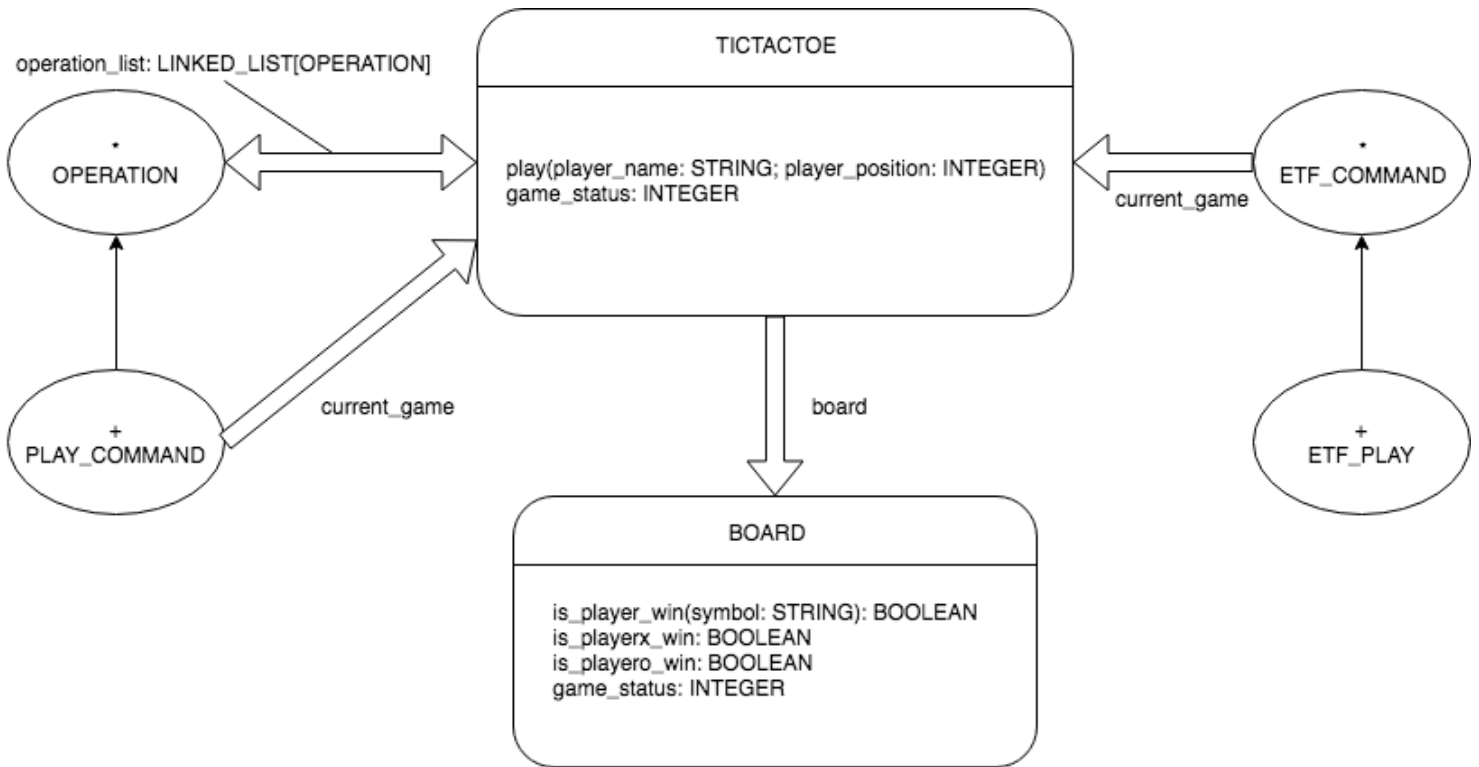 TICTACTOE
operation_list: LINKED_LIST[OPERATION]
*
OPERATION
play(player_name: STRING; player_position: INTEGER)
game_status: INTEGER
*
ETF_COMMAND
current_game
+
PLAY_COMMAND
current_game
board
+
ETF_PLAY
BOARD
is_player_win(symbol: STRING): BOOLEAN
is_playerx_win: BOOLEAN
is_playero_win: BOOLEAN
game_status: INTEGER